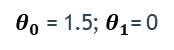 θ₀ = 1.5; θ₁= 0